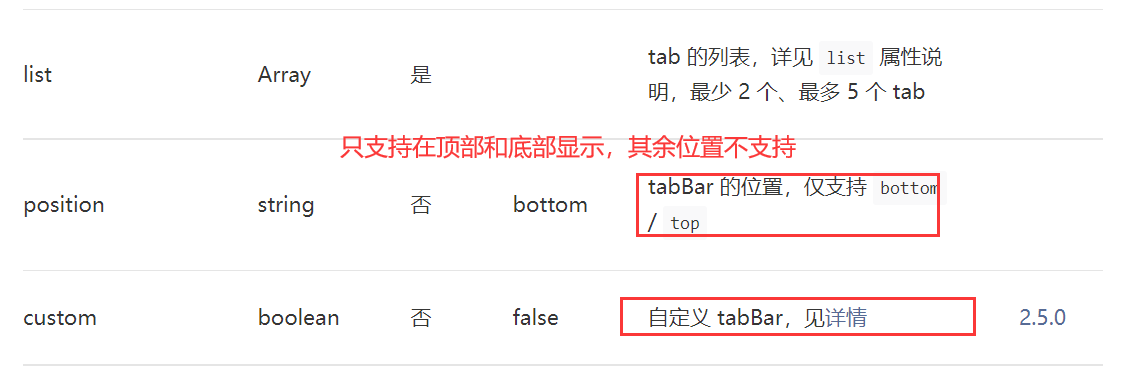 list Array 是 tab 的列表，详见 list 属性说
明，最少 2 个、最多 5 个 tab
只支持在顶部和底部显示，其余位置不支持
position string 否 bottom tabBar 的位置，仅支持 bottom
/ top
custom boolean 否 false 自定义 tabBar，见详情 2.5.0